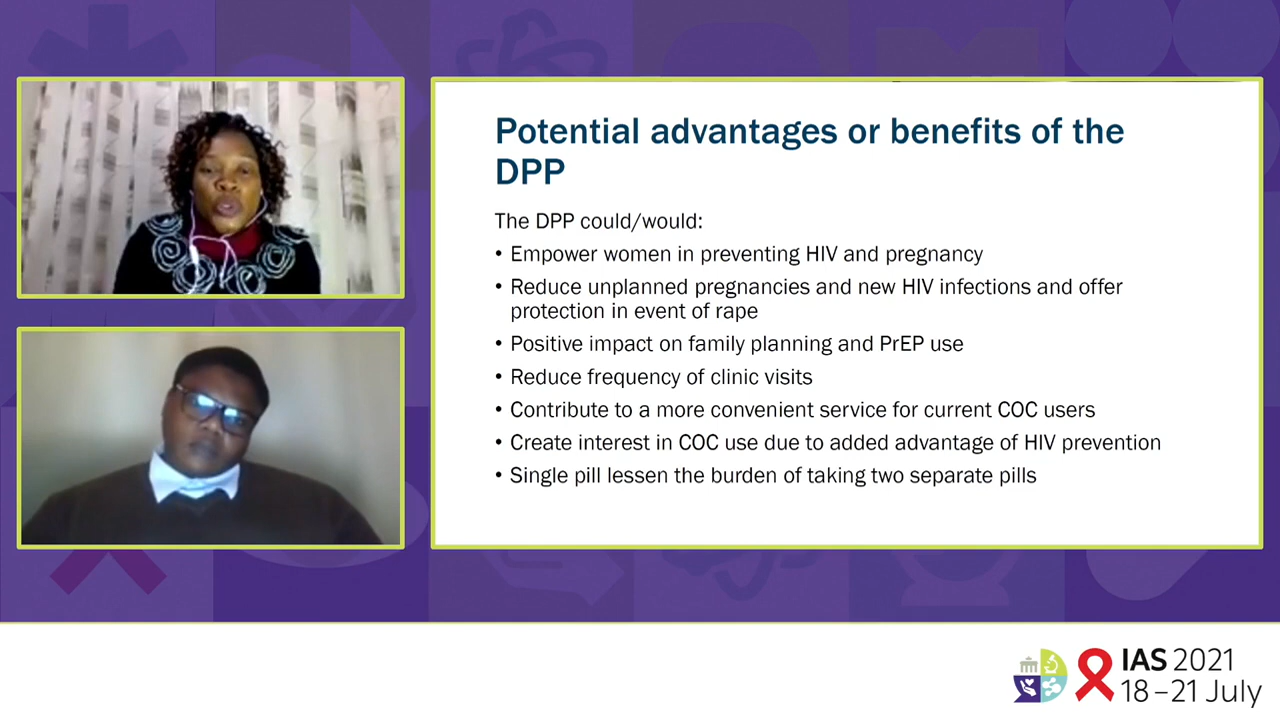 Potential advantages or benefits of the
DPP
The DPP could/would:
• Empower women in preventing HIV and pregnancy
• Reduce unplanned pregnancies and new HIV infections and offer
protection in event of rape
• Positive impact on family planning and PrEP use
• Reduce frequency of clinic visits
• Contribute to a more convenient service for current COC users
• Create interest in COC use due to added advantage of HIV prevention
• Single pill lessen the burden of taking two separate pills
IAS 2021
18–21 July